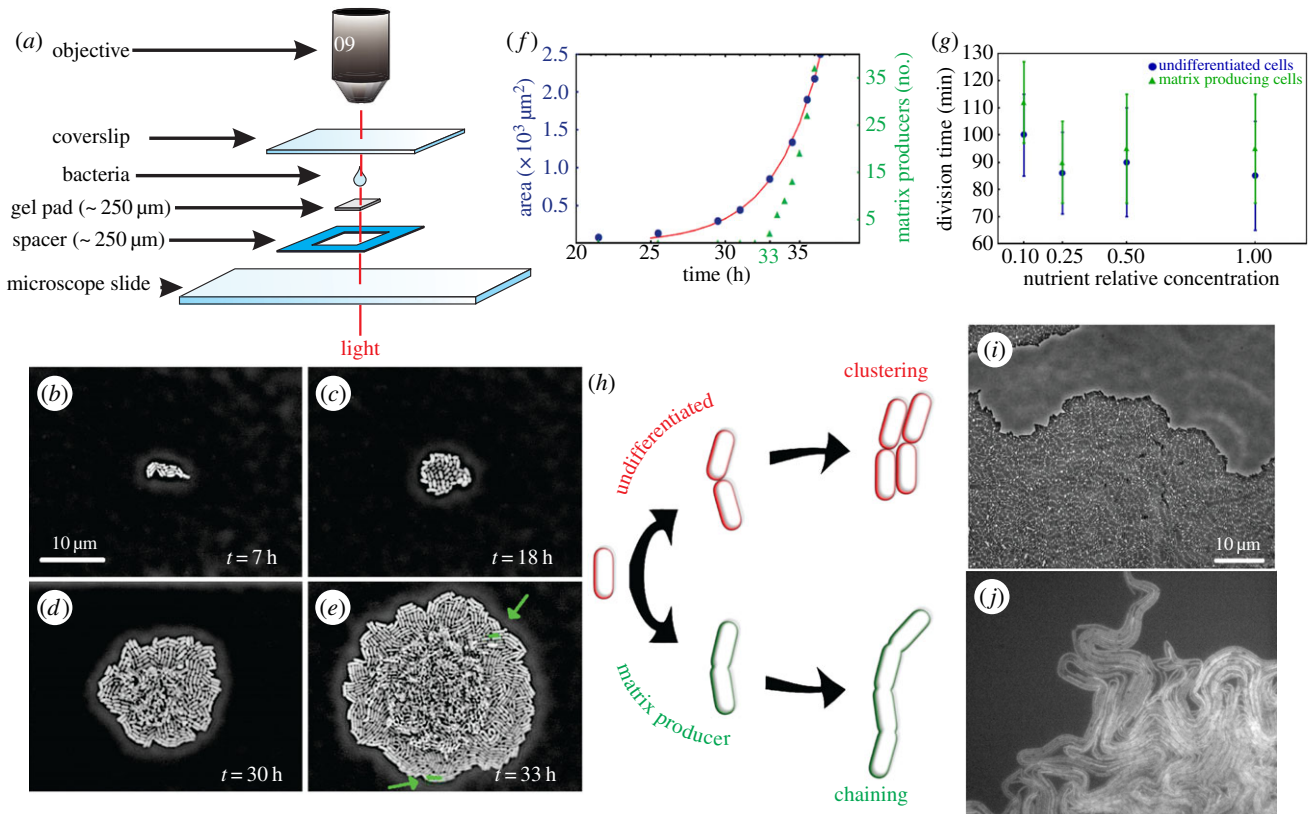 (a)
objective
09
coverslip
bacteria
gel pad (~ 250 µm)
spacer (~ 250 µm)
microscope slide
light
(f)
area (× 10³ µm²)
2.5
2.0
1.5
1.0
0.5
20
25
30
33
35
time (h)
35
25
15
5
matrix producers (no.)
(g)
division time (min)
130
120
110
100
90
80
70
60
undifferentiated cells
matrix producing cells
0.10
0.25
0.50
1.00
nutrient relative concentration
(b)
10 µm
t = 7 h
(c)
t = 18 h
(d)
t = 30 h
(e)
t = 33 h
(h)
undifferentiated
clustering
matrix producer
chaining
(i)
10 µm
(j)